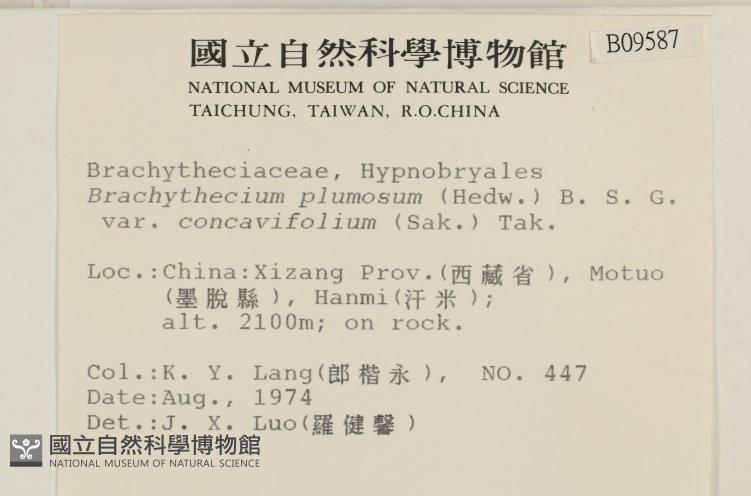 國立自然科學博物館
B09587
NATIONAL MUSEUM OF NATURAL SCIENCE
TAICHUNG, TAIWAN, R.O.CHINA
Brachytheciaceae, Hypnobryales
Brachythecium plumosum (Hedw.) B. S. G.
var. concavifolium (Sak.) Tak.
Loc.:China:Xizang Prov.(西藏省), Motuo
(墨脫縣), Hanmi(汗米);
alt. 2100m; on rock.
Col.:K. Y. Lang(郎楷永), NO. 447
Date:Aug., 1974
Det.:J. X. Luo(羅健馨)
國立自然科學博物館
NATIONAL MUSEUM OF NATURAL SCIENCE